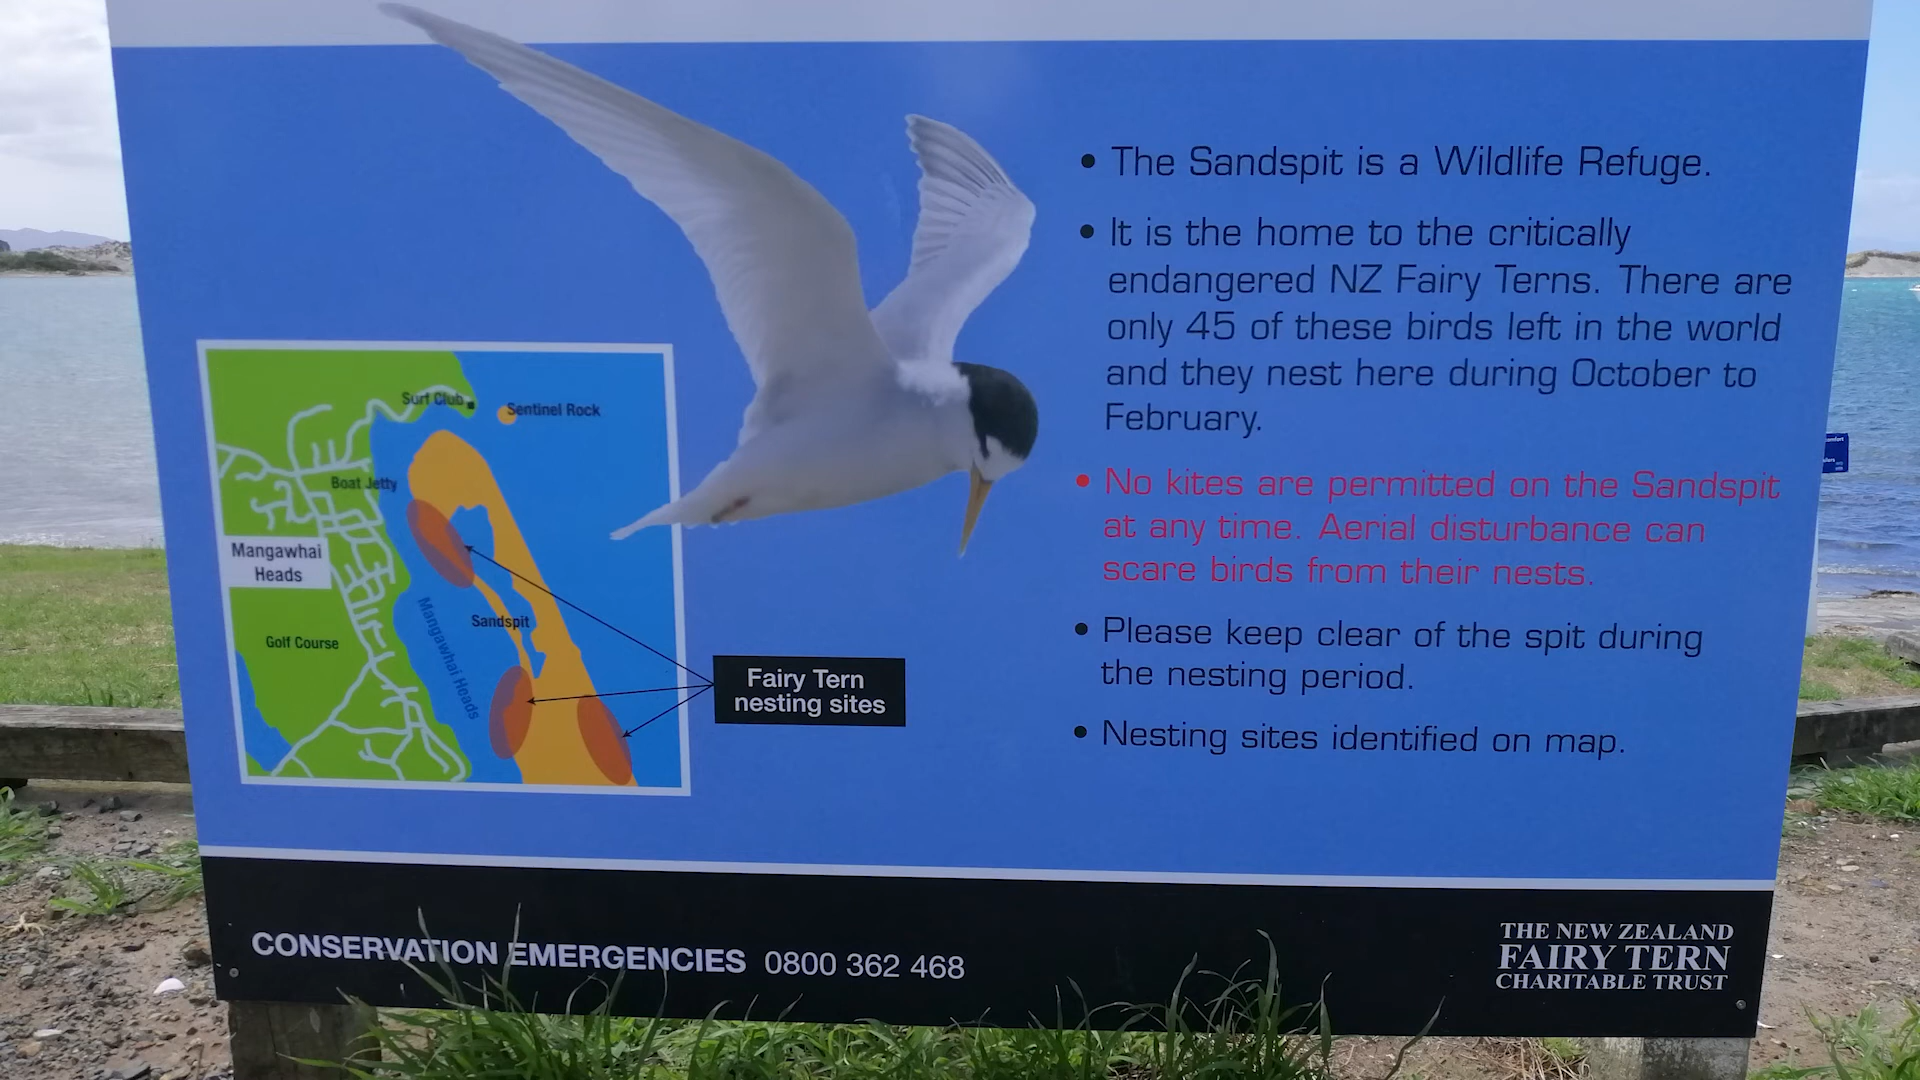 • The Sandspit is a Wildlife Refuge.
• It is the home to the critically
endangered NZ Fairy Terns. There are
only 45 of these birds left in the world
and they nest here during October to
February.
• No kites are permitted on the Sandspit
at any time. Aerial disturbance can
scare birds from their nests.
• Please keep clear of the spit during
the nesting period.
• Nesting sites identified on map.
Surf Club
Sentinel Rock
Boat Jetty
Mangawhai
Heads
Sandspit
Golf Course
Mangawhai Heads
Fairy Tern
nesting sites
CONSERVATION EMERGENCIES 0800 362 468
THE NEW ZEALAND
FAIRY TERN
CHARITABLE TRUST